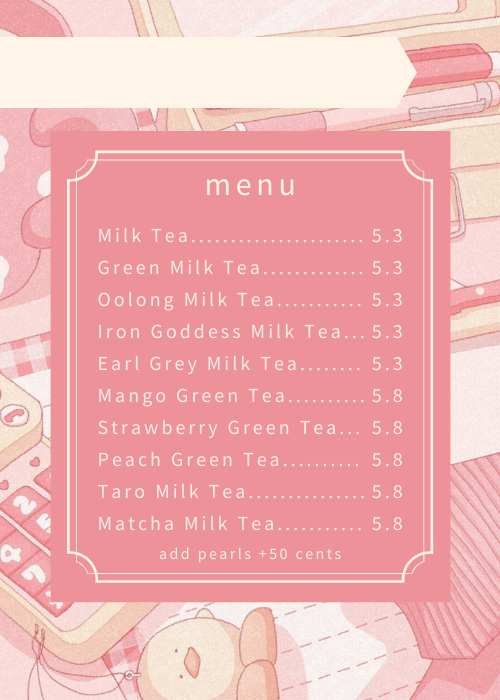 menu
Milk Tea...................... 5.3
Green Milk Tea............. 5.3
Oolong Milk Tea........... 5.3
Iron Goddess Milk Tea... 5.3
Earl Grey Milk Tea........ 5.3
Mango Green Tea.......... 5.8
Strawberry Green Tea... 5.8
Peach Green Tea.......... 5.8
Taro Milk Tea............... 5.8
Matcha Milk Tea........... 5.8
add pearls +50 cents